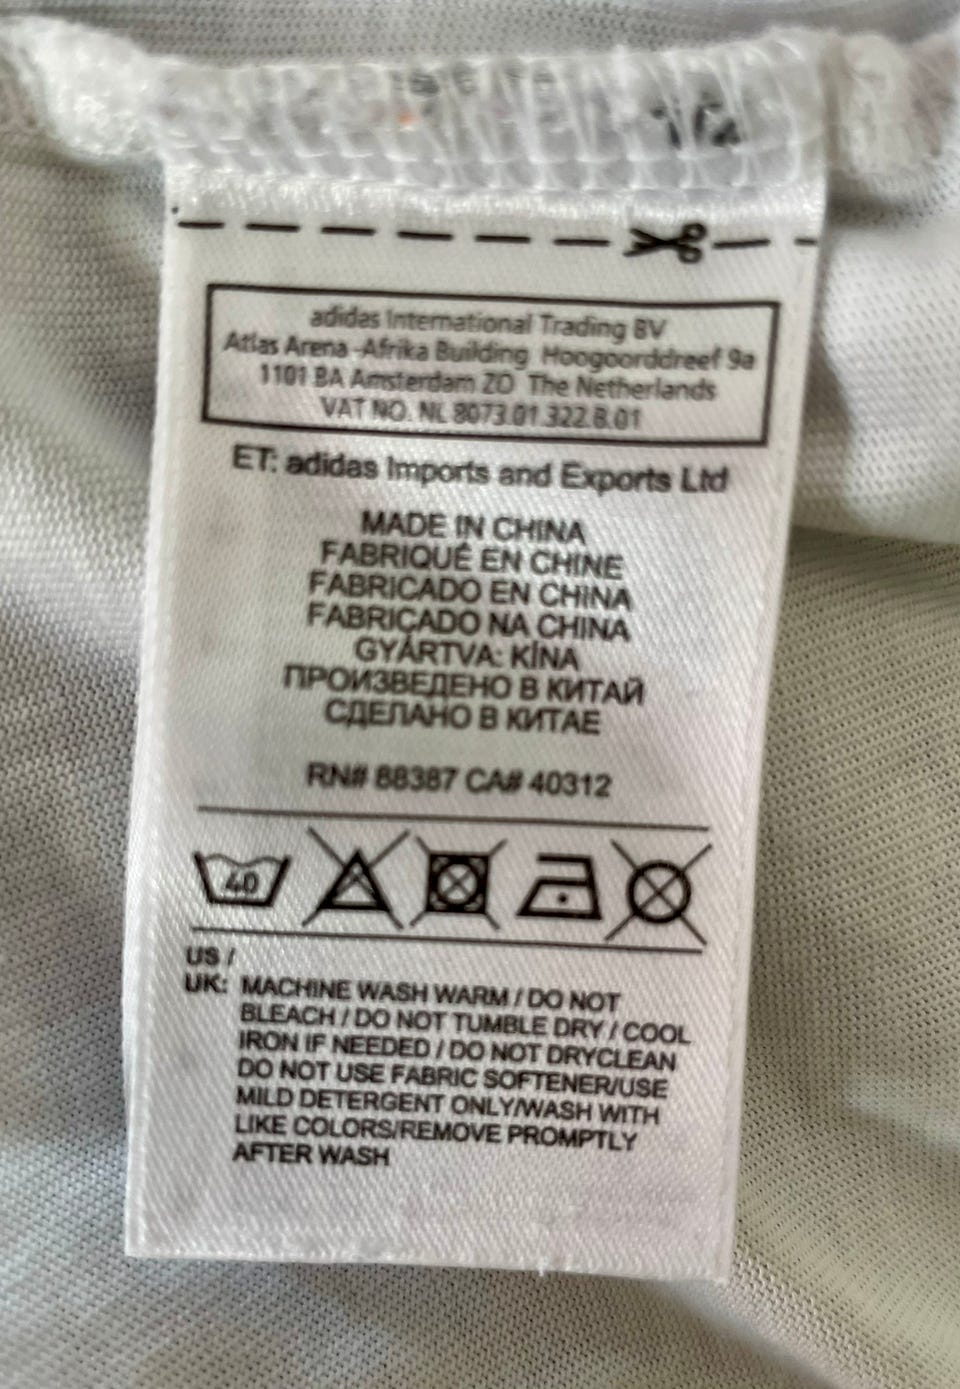 adidas International Trading BV
Atlas Arena -Afrika Building Hoogoorddreef 9a
1101 BA Amsterdam ZO The Netherlands
VAT NO. NL 8073.01.322.B.01
ET: adidas Imports and Exports Ltd
MADE IN CHINA
FABRIQUÉ EN CHINE
FABRICADO EN CHINA
FABRICADO NA CHINA
GYÁRTVA: KÍNA
ПРОИЗВЕДЕНО В КИТАЙ
СДЕЛАНО В КИТАЕ
RN# 88387 CA# 40312
40
US /
UK: MACHINE WASH WARM / DO NOT
BLEACH / DO NOT TUMBLE DRY / COOL
IRON IF NEEDED / DO NOT DRYCLEAN
DO NOT USE FABRIC SOFTENER/USE
MILD DETERGENT ONLY/WASH WITH
LIKE COLORS/REMOVE PROMPTLY
AFTER WASH